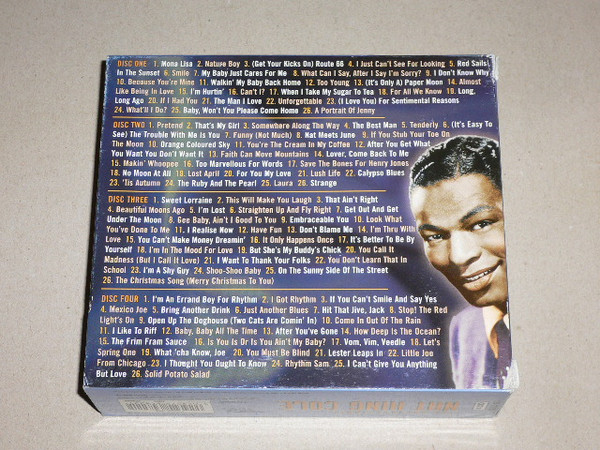 DISC ONE 1. Mona Lisa 2. Nature Boy 3. (Get Your Kicks On) Route 66 4. I Just Can't See For Looking 5. Red Sails
In The Sunset 6. Smile 7. My Baby Just Cares For Me 8. What Can I Say, After I Say I'm Sorry? 9. I Don't Know Why
10. Because You're Mine 11. Walkin' My Baby Back Home 12. Too Young 13. (It's Only A) Paper Moon 14. Almost
Like Being In Love 15. I'm Hurtin' 16. Can't I? 17. When I Take My Sugar To Tea 18. For All We Know 19. Long,
Long Ago 20. If I Had You 21. The Man I Love 22. Unforgettable 23. (I Love You) For Sentimental Reasons
24. What'll I Do? 25. Baby, Won't You Please Come Home 26. A Portrait Of Jenny
DISC TWO 1. Pretend 2. That's My Girl 3. Somewhere Along The Way 4. The Best Man 5. Tenderly 6. (It's Easy To
See) The Trouble With Me Is You 7. Funny (Not Much) 8. Nat Meets June 9. If You Stub Your Toe On
The Moon 10. Orange Coloured Sky 11. You're The Cream In My Coffee 12. After You Get What
You Want You Don't Want It 13. Faith Can Move Mountains 14. Lover, Come Back To Me
15. Makin' Whoopee 16. Too Marvellous For Words 17. Save The Bones For Henry Jones
18. No Moon At All 19. Lost April 20. For You My Love 21. Lush Life 22. Calypso Blues
23. 'Tis Autumn 24. The Ruby And The Pearl 25. Laura 26. Strange
DISC THREE 1. Sweet Lorraine 2. This Will Make You Laugh 3. That Ain't Right
4. Beautiful Moons Ago 5. I'm Lost 6. Straighten Up And Fly Right 7. Get Out And Get
Under The Moon 8. Gee Baby, Ain't I Good To You 9. Embraceable You 10. Look What
You've Done To Me 11. I Realise Now 12. Have Fun 13. Don't Blame Me 14. I'm Thru With
Love 15. You Can't Make Money Dreamin' 16. It Only Happens Once 17. It's Better To Be By
Yourself 18. I'm In The Mood For Love 19. But She's My Buddy's Chick 20. You Call It
Madness (But I Call It Love) 21. I Want To Thank Your Folks 22. You Don't Learn That In
School 23. I'm A Shy Guy 24. Shoo-Shoo Baby 25. On The Sunny Side Of The Street
26. The Christmas Song (Merry Christmas To You)
DISC FOUR 1. I'm An Errand Boy For Rhythm 2. I Got Rhythm 3. If You Can't Smile And Say Yes
4. Mexico Joe 5. Bring Another Drink 6. Just Another Blues 7. Hit That Jive, Jack 8. Stop! The Red
Light's On 9. Open Up The Doghouse (Two Cats Are Comin' In) 10. Come In Out Of The Rain
11. I Like To Riff 12. Baby, Baby All The Time 13. After You've Gone 14. How Deep Is The Ocean?
15. The Frim Fram Sauce 16. Is You Is Or Is You Ain't My Baby? 17. Vom, Vim, Veedle 18. Let's
Spring One 19. What 'cha Know, Joe 20. You Must Be Blind 21. Lester Leaps In 22. Little Joe
From Chicago 23. I Thought You Ought To Know 24. Rhythm Sam 25. I Can't Give You Anything
But Love 26. Solid Potato Salad
NAT KING COLE